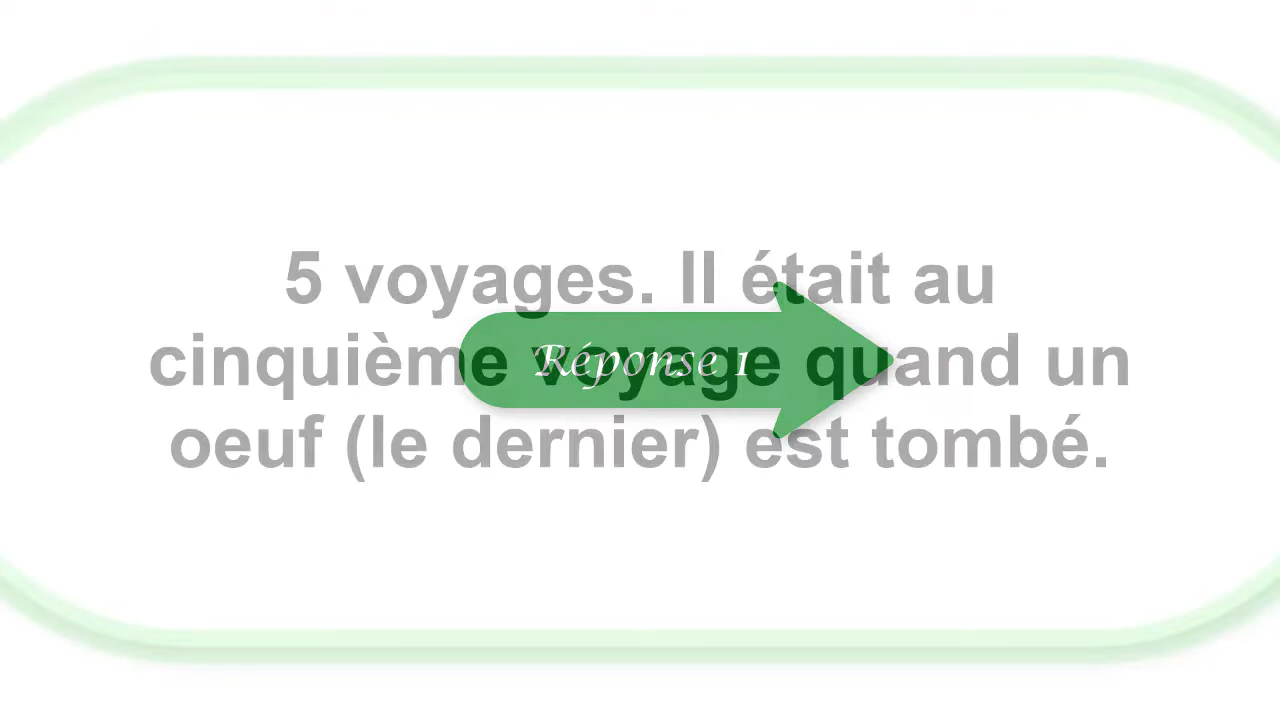 5 voyages. Il était au
cinquième voyage quand un
oeuf (le dernier) est tombé.
Réponse 1